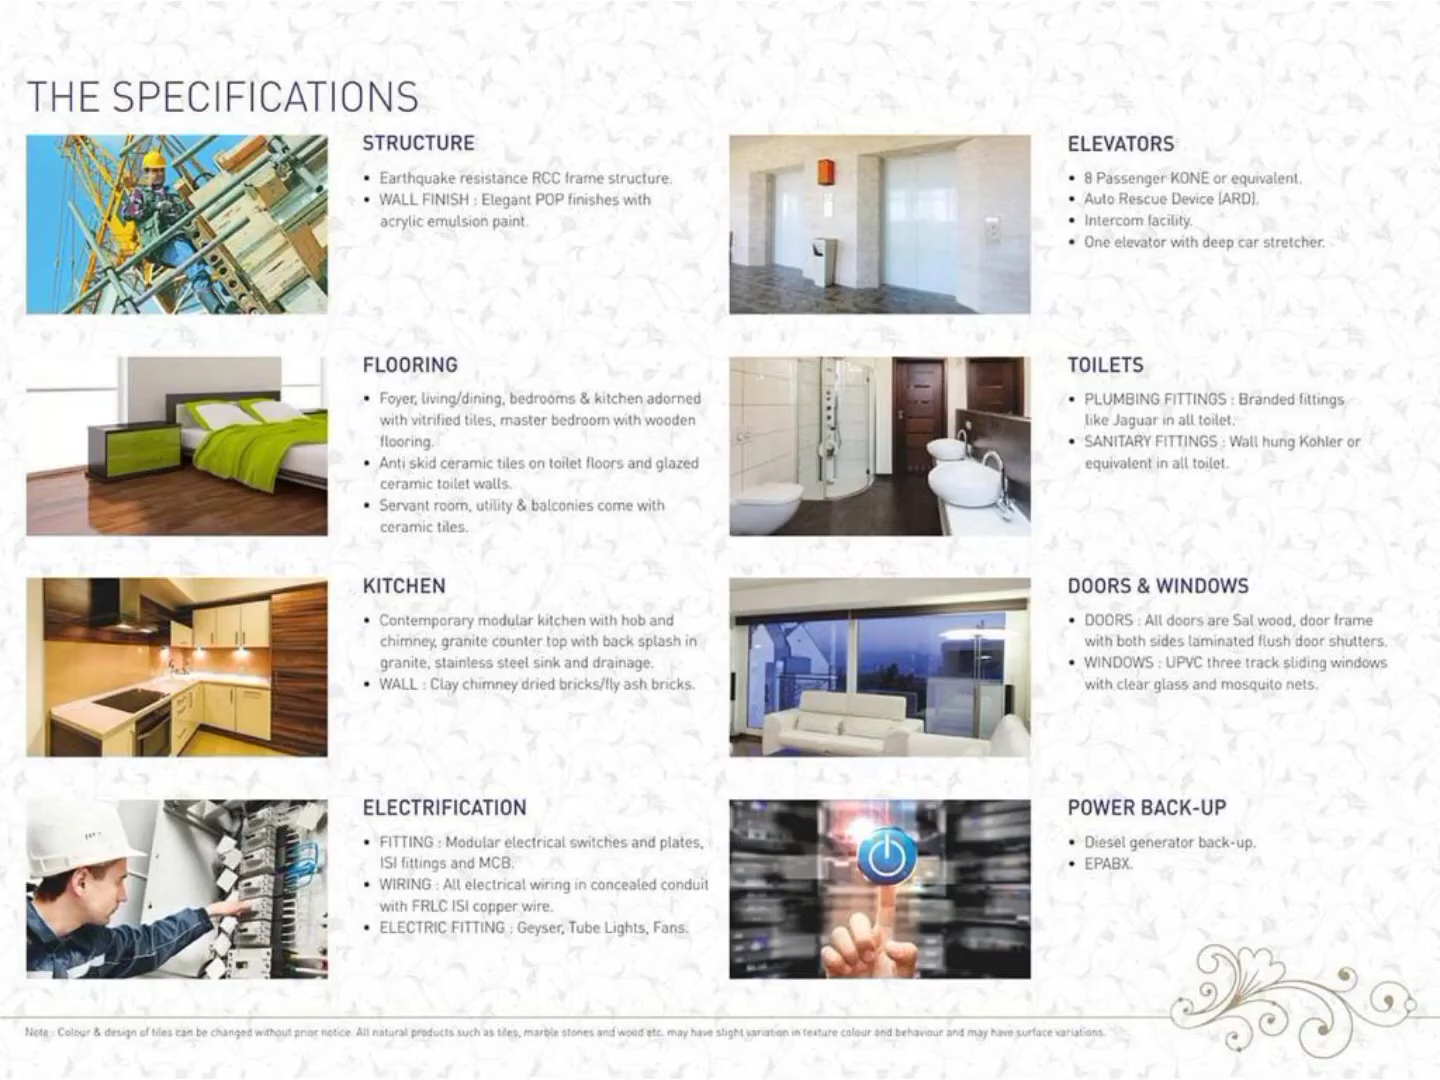 THE SPECIFICATIONS
STRUCTURE
• Earthquake resistance RCC frame structure.
• WALL FINISH : Elegant POP finishes with
acrylic emulsion paint.
FLOORING
• Foyer, living/dining, bedrooms & kitchen adorned
with vitrified tiles, master bedroom with wooden
flooring.
• Anti skid ceramic tiles on toilet floors and glazed
ceramic toilet walls.
• Servant room, utility & balconies come with
ceramic tiles.
KITCHEN
• Contemporary modular kitchen with hob and
chimney, granite counter top with back splash in
granite, stainless steel sink and drainage.
• WALL : Clay chimney dried bricks/fly ash bricks.
ELECTRIFICATION
• FITTING : Modular electrical switches and plates,
ISI fittings and MCB.
• WIRING : All electrical wiring in concealed conduit
with FRLC ISI copper wire.
• ELECTRIC FITTING : Geyser, Tube Lights, Fans.
ELEVATORS
• 8 Passenger KONE or equivalent.
• Auto Rescue Device (ARD).
• Intercom facility.
• One elevator with deep car stretcher.
TOILETS
• PLUMBING FITTINGS : Branded fittings
like Jaguar in all toilet.
• SANITARY FITTINGS : Wall hung Kohler or
equivalent in all toilet.
DOORS & WINDOWS
• DOORS : All doors are Sal wood, door frame
with both sides laminated flush door shutters.
• WINDOWS : UPVC three track sliding windows
with clear glass and mosquito nets.
POWER BACK-UP
• Diesel generator back-up.
• EPABX.
Note : Colour & design of tiles can be changed without prior notice. All natural products such as tiles, marble stones and wood etc. may have slight variation in texture colour and behaviour and may have surface variations.